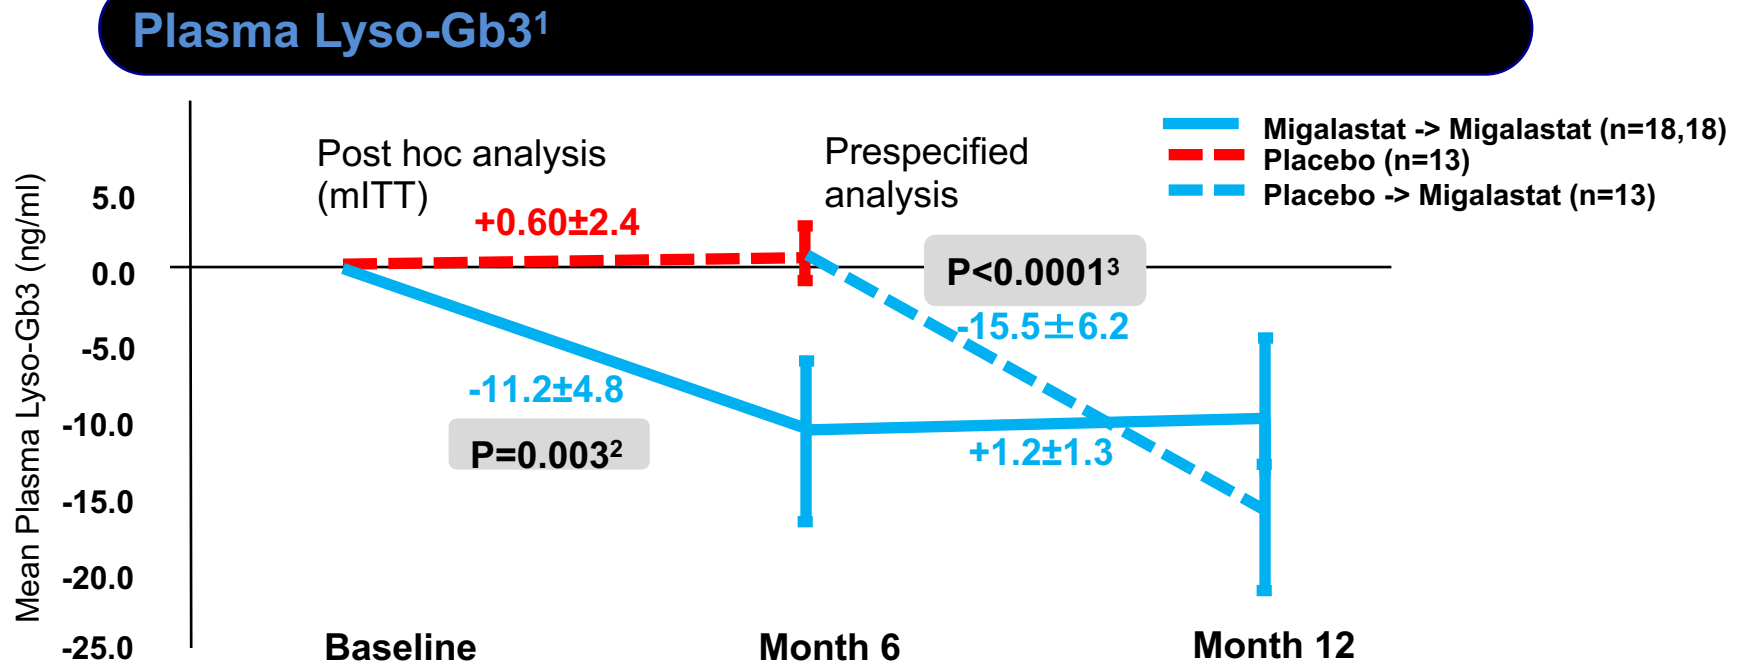 Plasma Lyso-Gb3¹
Migalastat -> Migalastat (n=18,18)
Placebo (n=13)
Placebo -> Migalastat (n=13)
Post hoc analysis
(mITT)
Prespecified
analysis
Mean Plasma Lyso-Gb3 (ng/ml)
5.0
0.0
-5.0
-10.0
-15.0
-20.0
-25.0
+0.60±2.4
P<0.0001³
-15.5±6.2
-11.2±4.8
P=0.003²
+1.2±1.3
Baseline
Month 6
Month 12